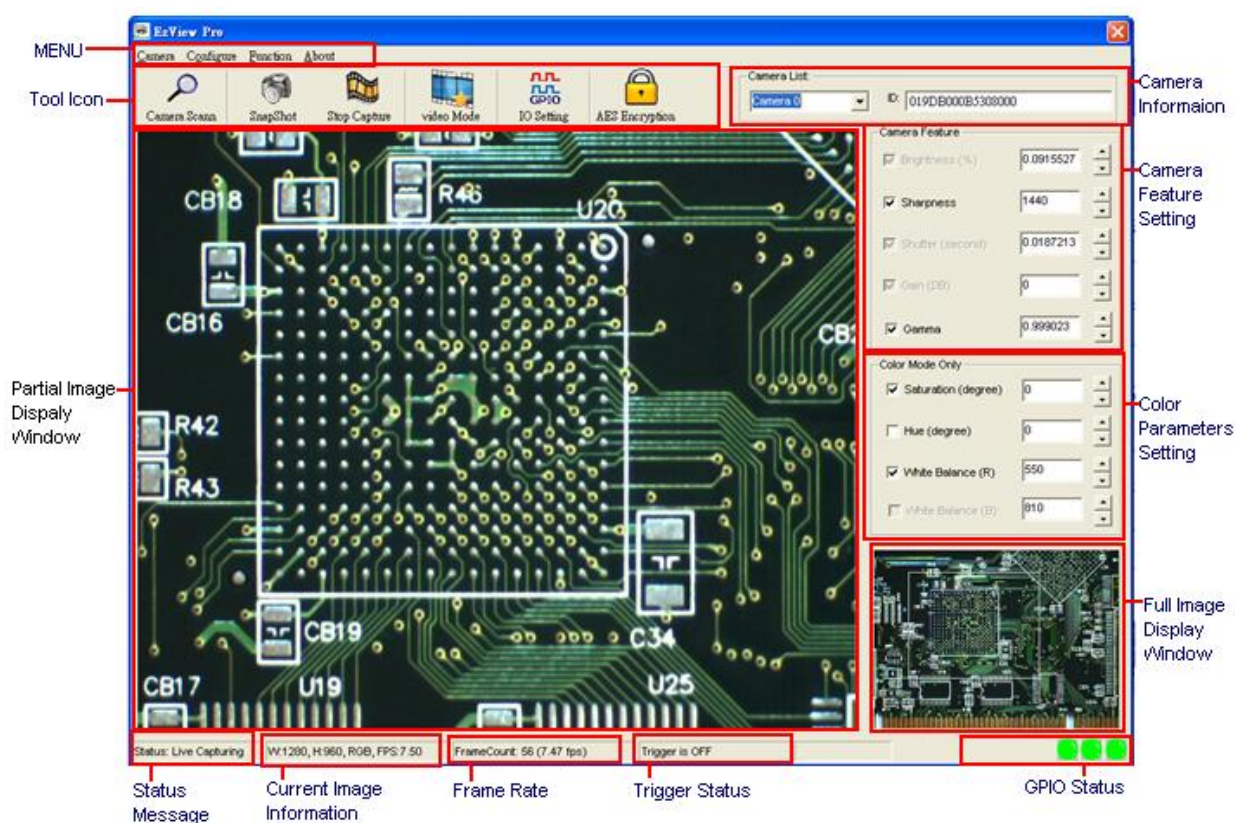 EzView Pro
MENU
Camera Configure Function About
Tool Icon
Camera Scann SnapShot Stop Capture video Mode IO Setting AES Encryption
GPIO
Camera List:
Camera 0
ID: 019DB000B5308000
Camera
Informaion
Camera Feature
Brightness (%) 0.0915527
Sharpness 1440
Shutter (second) 0.0187213
Gain (DB) 0
Gamma 0.999023
Camera
Feature
Setting
Color Mode Only
Saturation (degree) 0
Hue (degree) 0
White Balance (R) 550
White Balance (B) 810
Color
Parameters
Setting
Partial Image
Dispaly
Window
CB18
R46
U20
CB16
R42
R43
CB19
C34
CB17
U19
U25
Full Image
Display
Window
Status: Live Capturing
W:1280, H:960, RGB, FPS:7.50
FrameCount: 56 (7.47 fps)
Trigger is OFF
Status
Message
Current Image
Information
Frame Rate
Trigger Status
GPIO Status